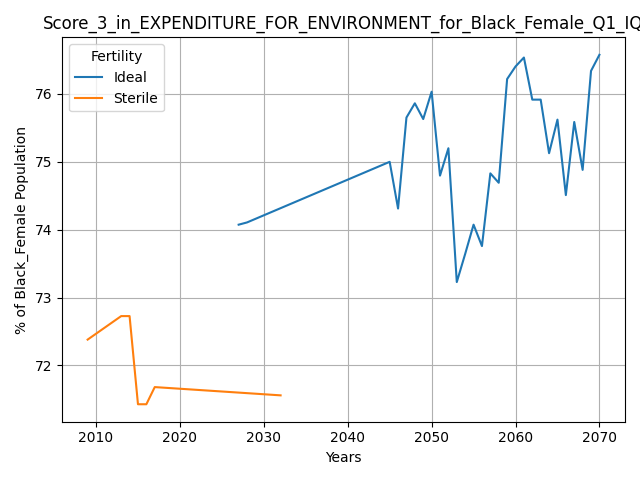 Score_3_in_EXPENDITURE_FOR_ENVIRONMENT_for_Black_Female_Q1_IQ
Fertility
Ideal
Sterile
% of Black_Female Population
76
75
74
73
72
2010 2020 2030 2040 2050 2060 2070
Years